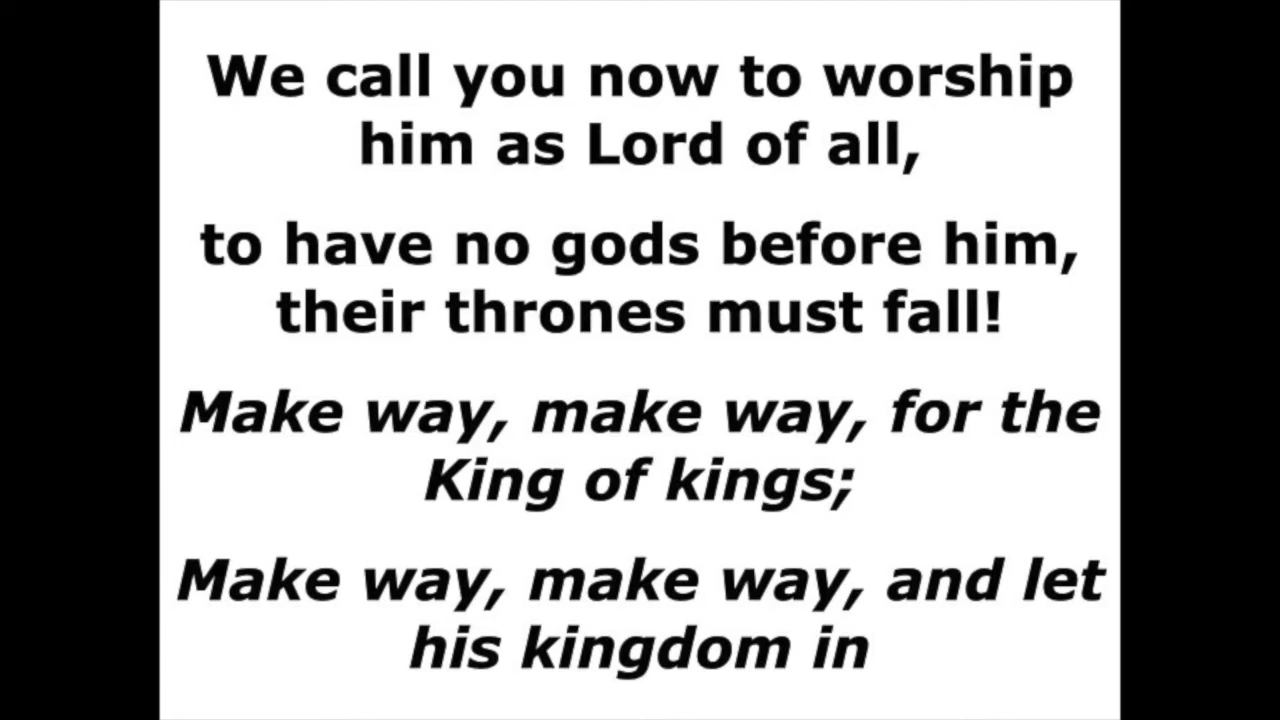 We call you now to worship
him as Lord of all,
to have no gods before him,
their thrones must fall!
Make way, make way, for the
King of kings;
Make way, make way, and let
his kingdom in